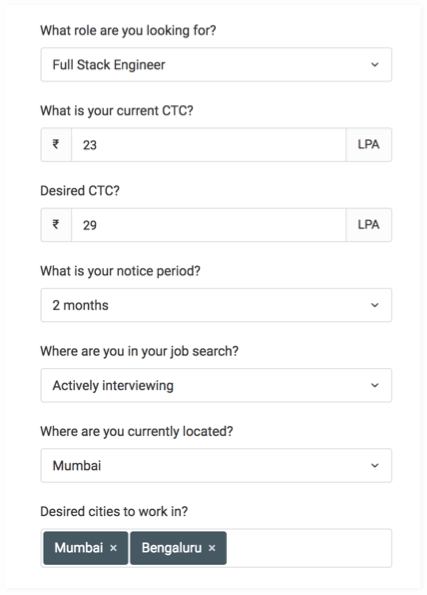 What role are you looking for?
Full Stack Engineer
What is your current CTC?
₹ 23 LPA
Desired CTC?
₹ 29 LPA
What is your notice period?
2 months
Where are you in your job search?
Actively interviewing
Where are you currently located?
Mumbai
Desired cities to work in?
Mumbai × Bengaluru ×